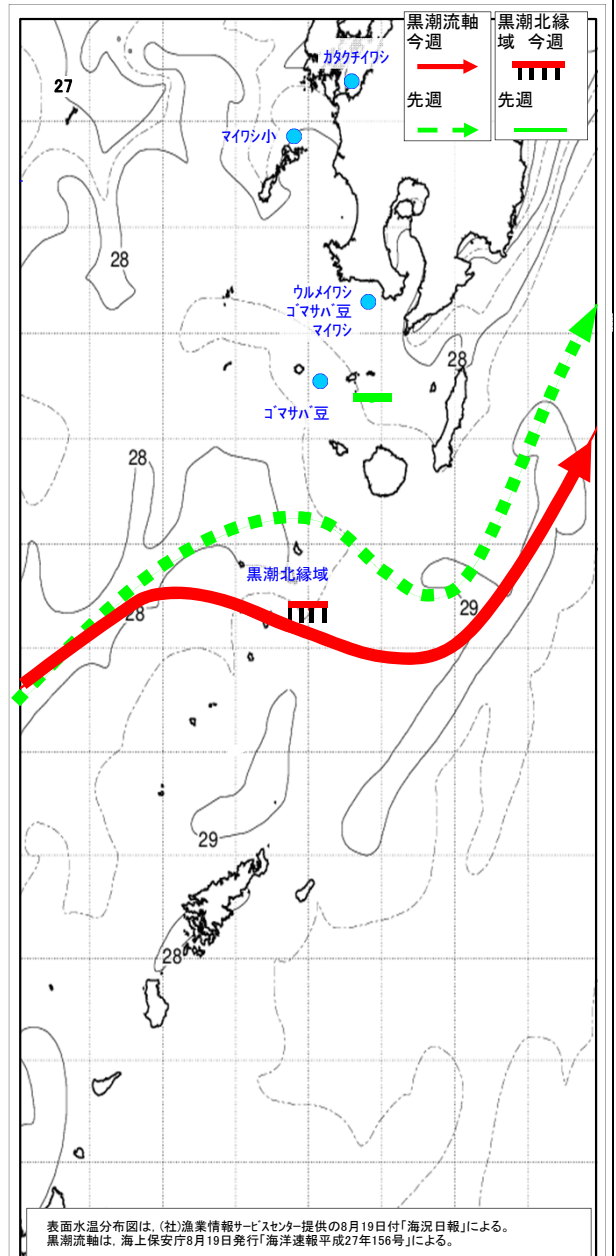 黒潮流軸
今週
先週
黒潮北縁
域 今週
先週
ｶﾀｸﾁｲﾜｼ
27
ﾏｲﾜｼ小
28
ｳﾙﾒｲﾜｼ
ｺﾞﾏｻﾊﾞ豆
ﾏｲﾜｼ
28
ｺﾞﾏｻﾊﾞ豆
28
黒潮北縁域
28
29
29
28
表面水温分布図は，(社)漁業情報ｻｰﾋﾞｽｾﾝﾀｰ提供の8月19日付「海況日報」による。
黒潮流軸は，海上保安庁8月19日発行「海洋速報平成27年156号」による。